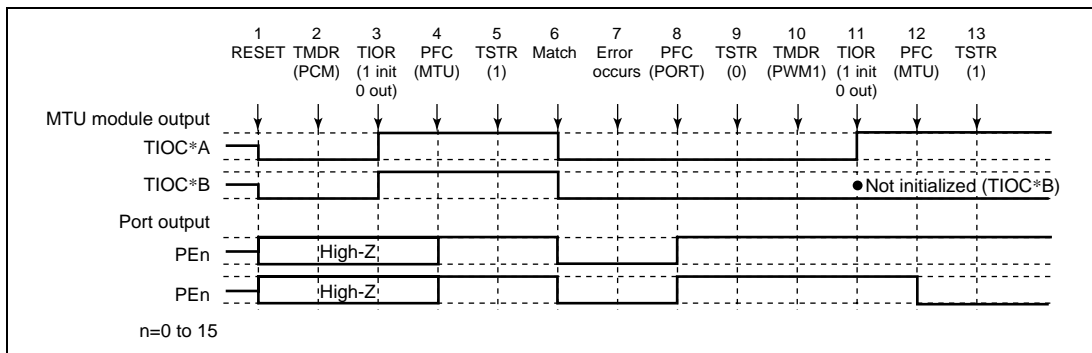 1 2 3 4 5 6 7 8 9 10 11 12 13
RESET TMDR TIOR PFC TSTR Match Error PFC TSTR TMDR TIOR PFC TSTR
(PCM) (1 init (MTU) (1) occurs (PORT) (0) (PWM1) (1 init (MTU) (1)
0 out) 0 out)
MTU module output
TIOC*A
TIOC*B
Not initialized (TIOC*B)
Port output
PEn
High-Z
PEn
High-Z
n=0 to 15